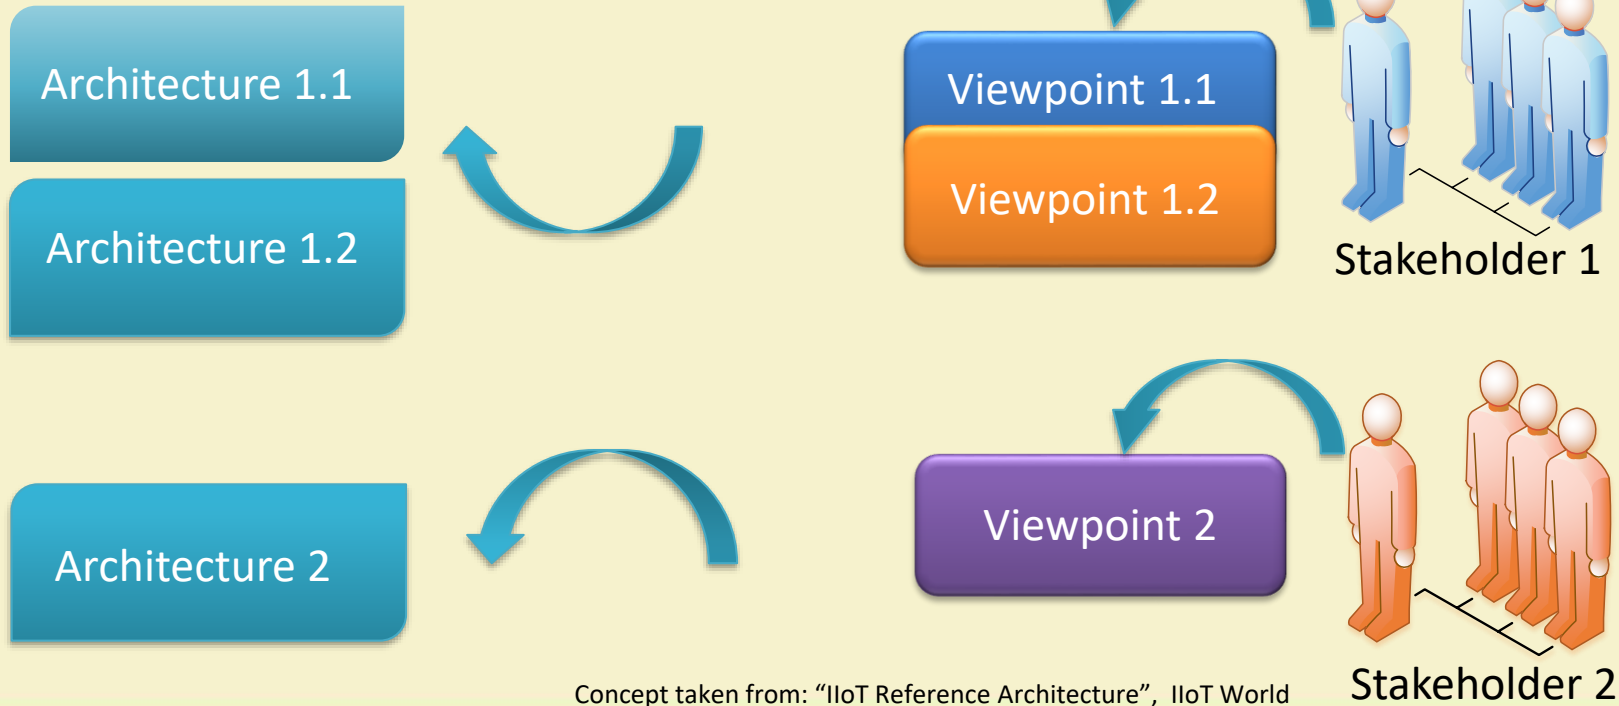 Architecture 1.1
Viewpoint 1.1
Viewpoint 1.2
Architecture 1.2
Stakeholder 1
Viewpoint 2
Architecture 2
Stakeholder 2
Concept taken from: “IIoT Reference Architecture”, IIoT World